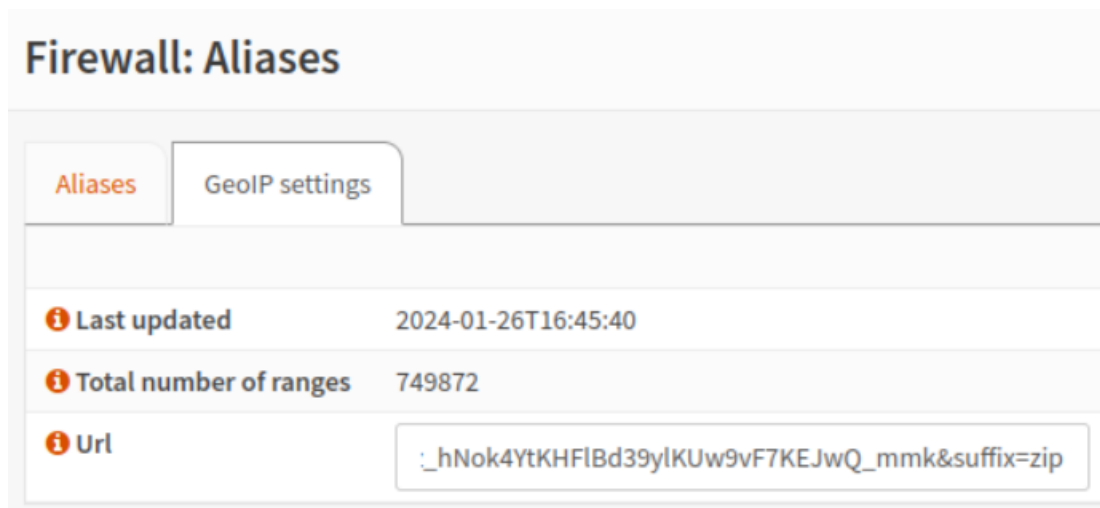 Firewall: Aliases
Aliases
GeoIP settings
Last updated 2024-01-26T16:45:40
Total number of ranges 749872
Url :_hNok4YtKHFlBd39ylKUw9vF7KEJwQ_mmk&suffix=zip